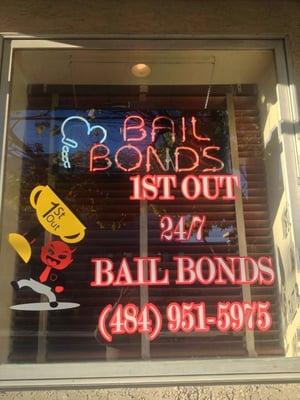 BAIL
BONDS
1ST OUT
24/7
BAIL BONDS
(484) 951-5975
1st
Out